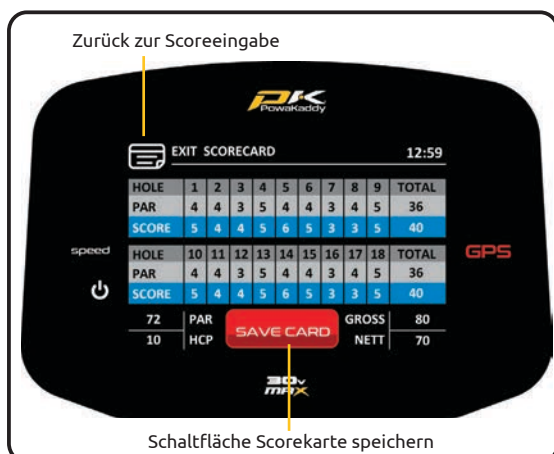 Zurück zur Scoreeingabe
PK
PowaKaddy
EXIT SCORECARD 12:59
HOLE 1 2 3 4 5 6 7 8 9 TOTAL
PAR 4 4 3 5 4 4 3 4 5 36
SCORE 5 4 4 5 6 5 3 3 5 40
speed GPS
HOLE 10 11 12 13 14 15 16 17 18 TOTAL
PAR 4 4 3 5 4 4 3 4 5 36
SCORE 5 4 4 5 6 5 3 3 5 40
72 PAR SAVE CARD GROSS 80
10 HCP NETT 70
30v
MAX
Schaltfläche Scorekarte speichern